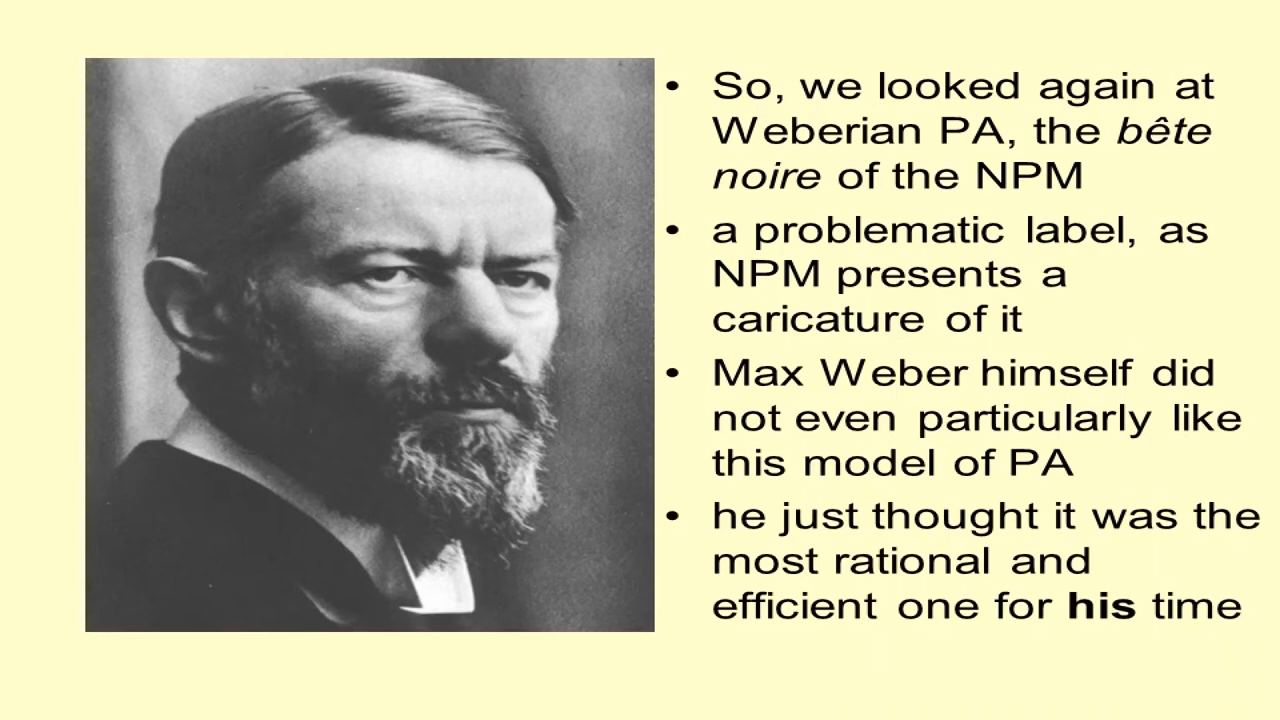 • So, we looked again at
Weberian PA, the bête
noire of the NPM
• a problematic label, as
NPM presents a
caricature of it
• Max Weber himself did
not even particularly like
this model of PA
• he just thought it was the
most rational and
efficient one for his time